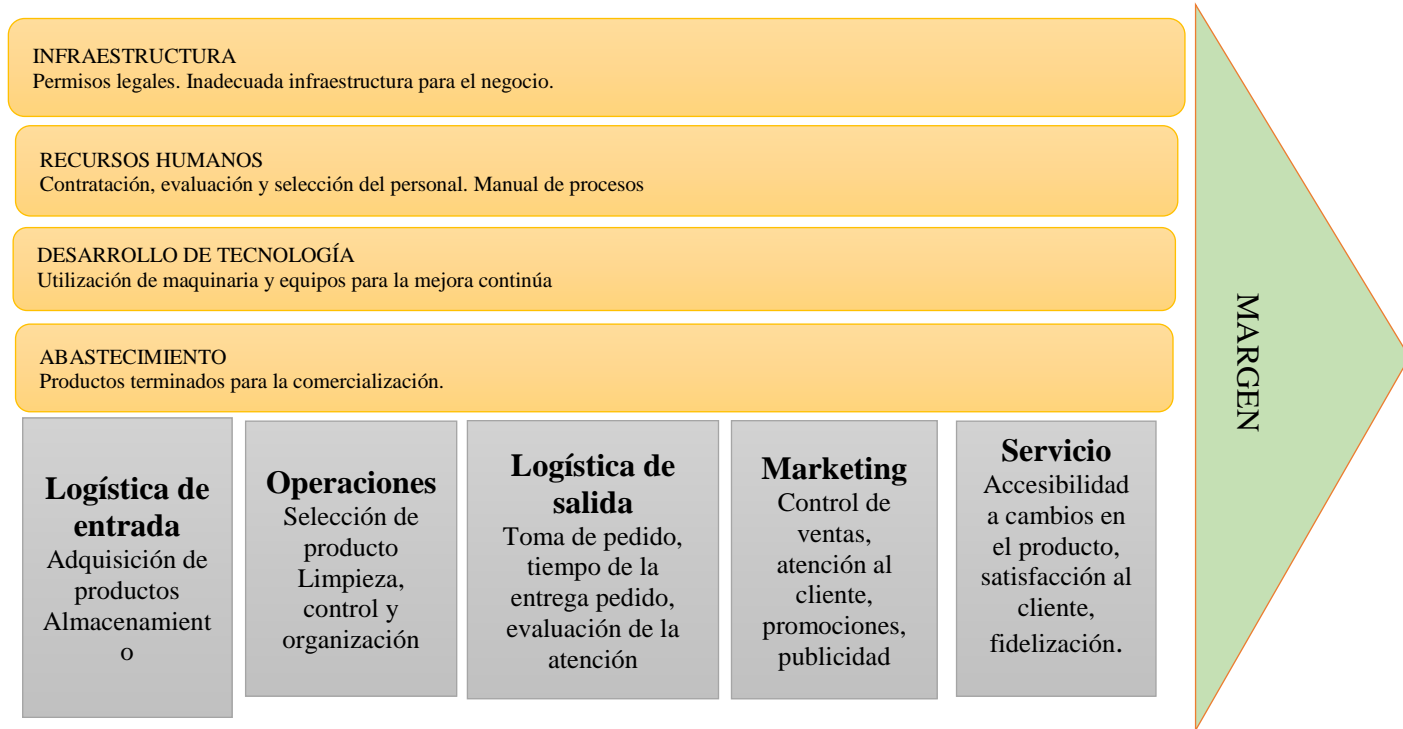 INFRAESTRUCTURA
Permisos legales. Inadecuada infraestructura para el negocio.
RECURSOS HUMANOS
Contratación, evaluación y selección del personal. Manual de procesos
DESARROLLO DE TECNOLOGÍA
Utilización de maquinaria y equipos para la mejora continúa
ABASTECIMIENTO
Productos terminados para la comercialización.
Logística de
entrada
Adquisición de
productos
Almacenamient
o
Operaciones
Selección de
producto
Limpieza,
control y
organización
Logística de
salida
Toma de pedido,
tiempo de la
entrega pedido,
evaluación de la
atención
Marketing
Control de
ventas,
atención al
cliente,
promociones,
publicidad
Servicio
Accesibilidad
a cambios en
el producto,
satisfacción al
cliente,
fidelización.
MARGEN